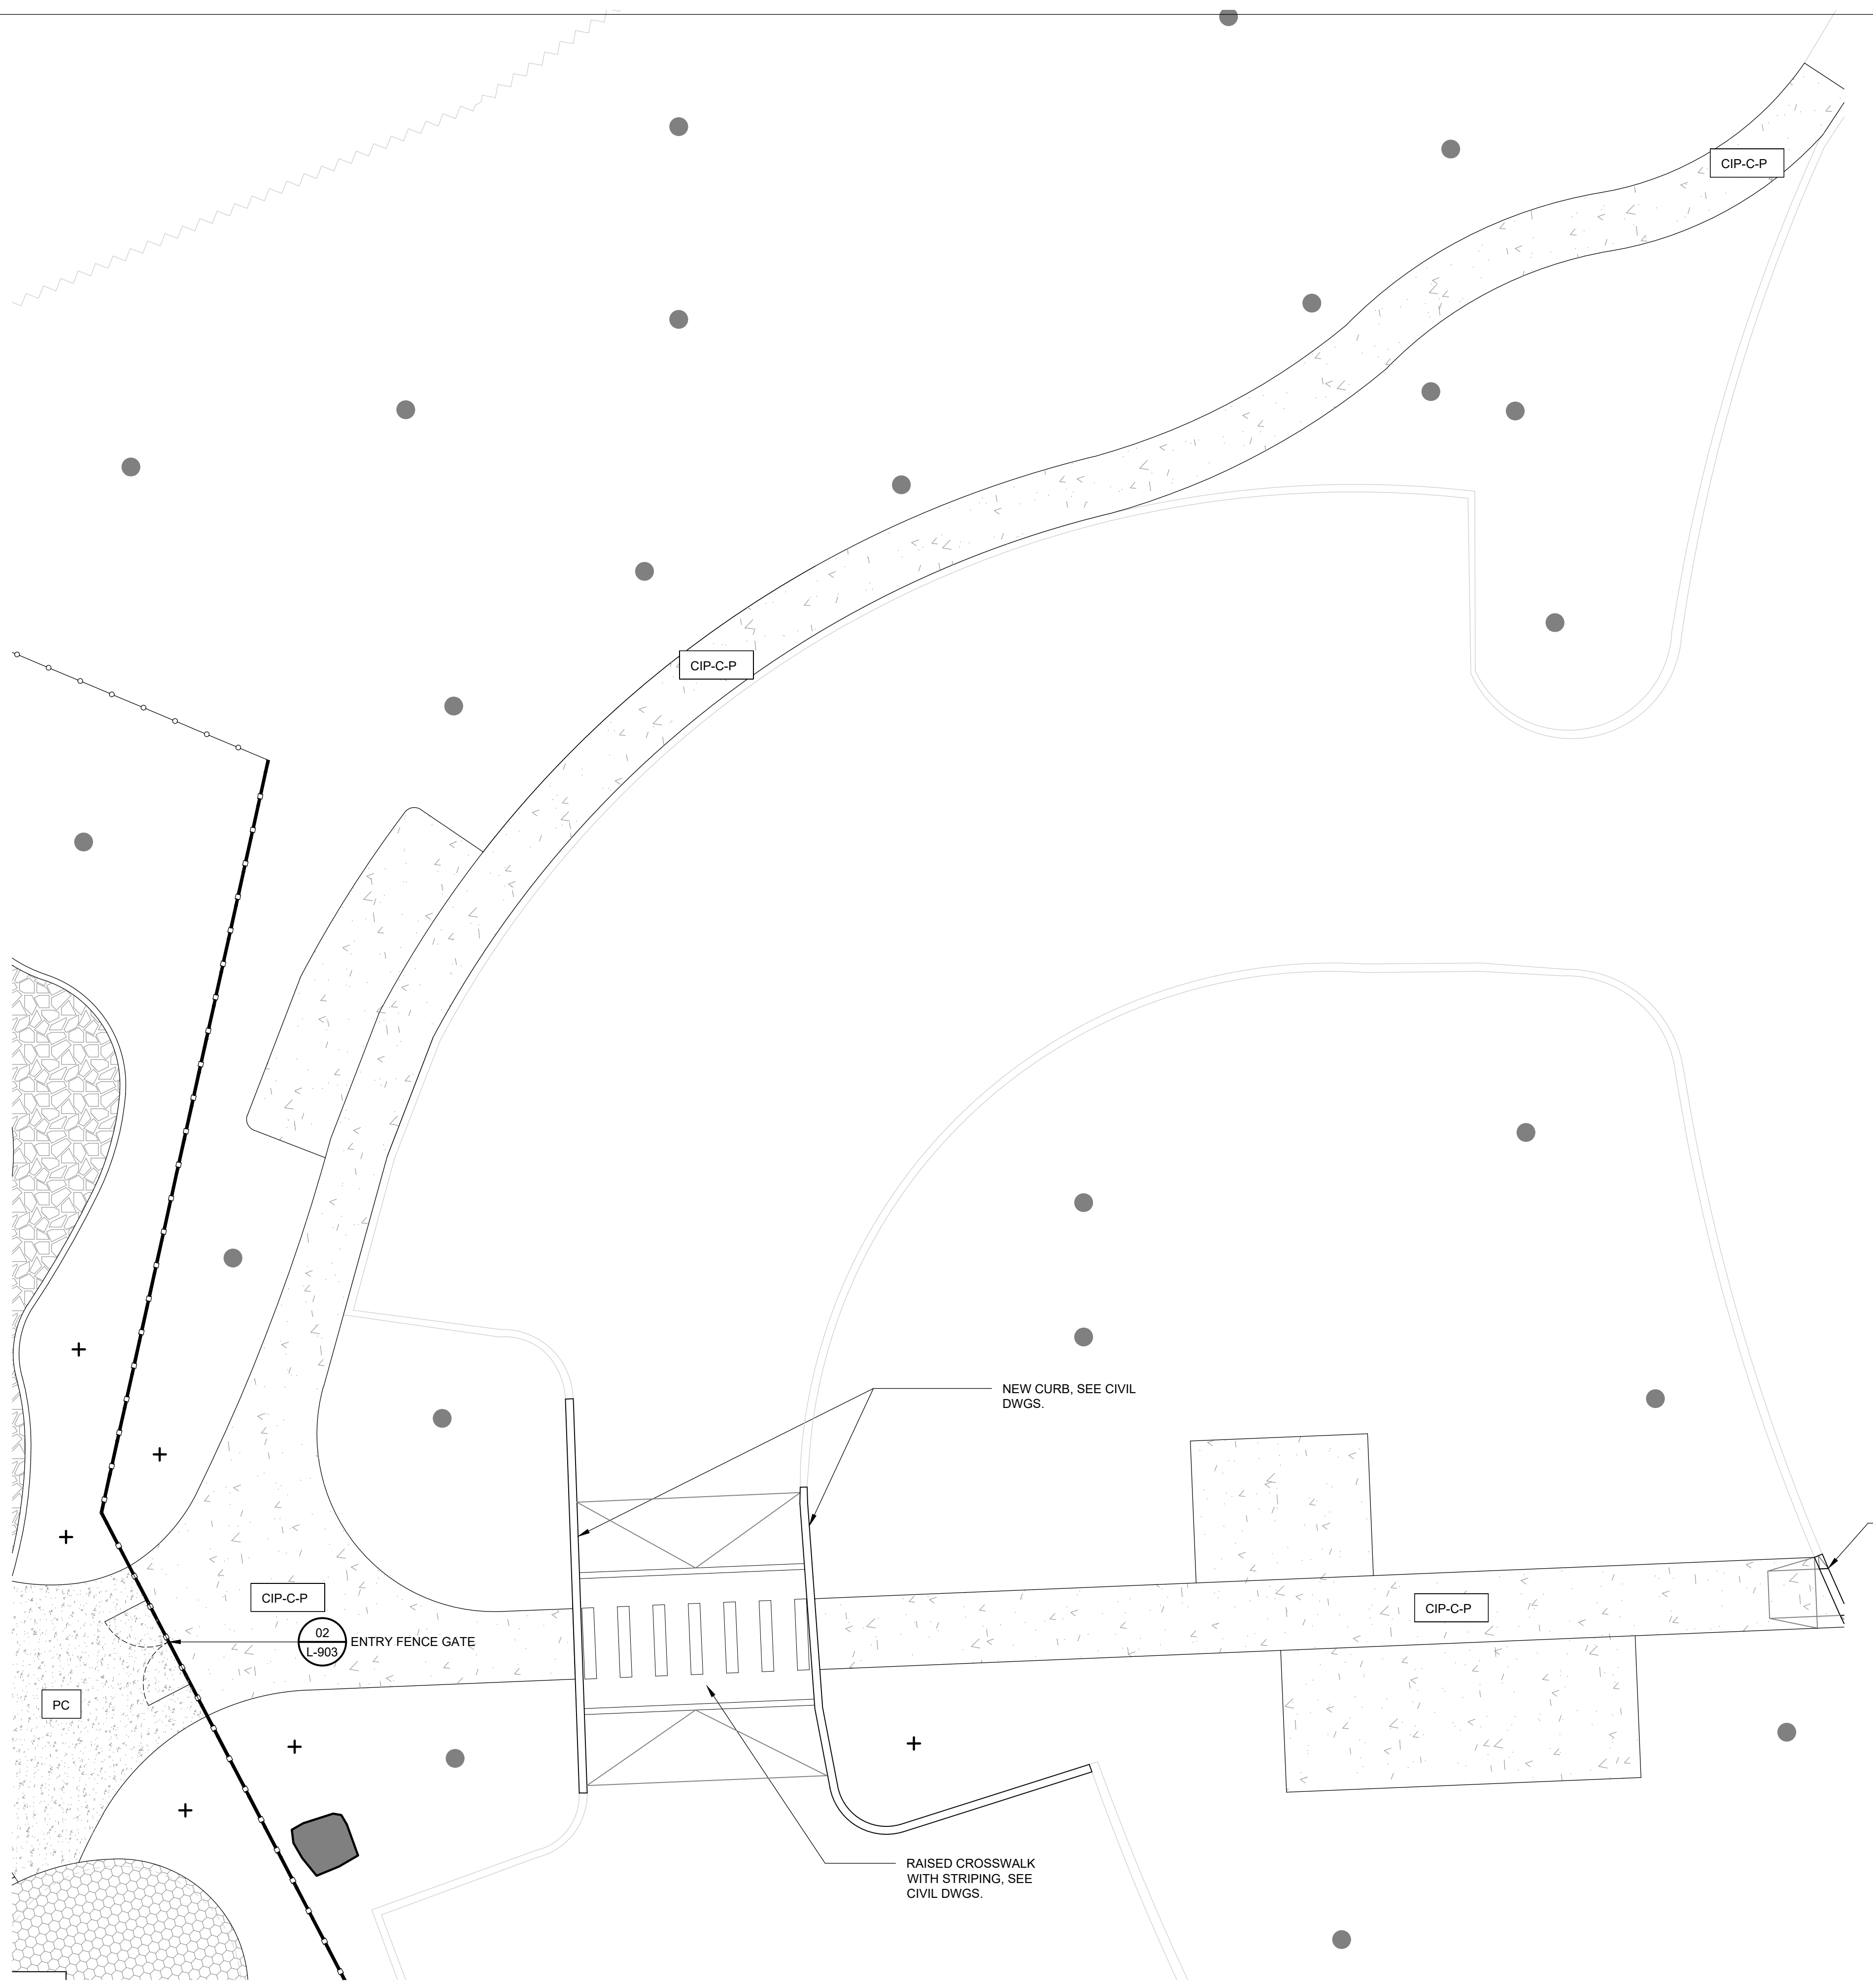 CIP-C-P
CIP-C-P
NEW CURB, SEE CIVIL
DWGS.
CIP-C-P
CIP-C-P
02
L-903
ENTRY FENCE GATE
PC
RAISED CROSSWALK
WITH STRIPING, SEE
CIVIL DWGS.